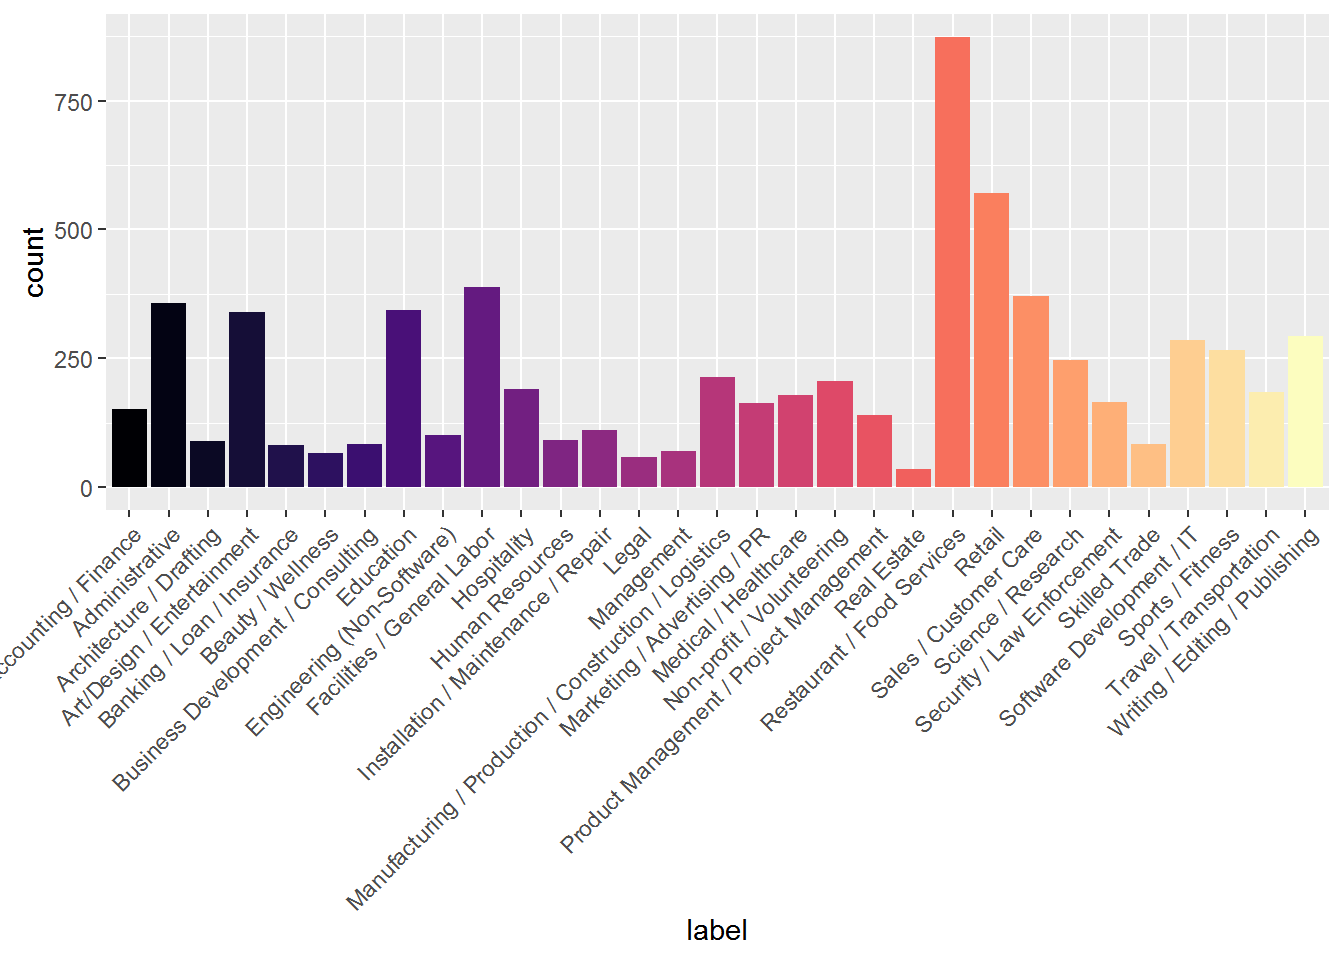 750
500
250
0
count
ccounting / Finance
Administrative
Architecture / Drafting
Art/Design / Entertainment
Banking / Loan / Insurance
Beauty / Wellness
Business Development / Consulting
Education
Engineering (Non-Software)
Facilities / General Labor
Hospitality
Human Resources
Installation / Maintenance / Repair
Legal
Management
Manufacturing / Production / Construction / Logistics
Marketing / Advertising / PR
Medical / Healthcare
Non-profit / Volunteering
Product Management / Project Management
Real Estate
Restaurant / Food Services
Retail
Sales / Customer Care
Science / Research
Security / Law Enforcement
Skilled Trade
Software Development / IT
Sports / Fitness
Travel / Transportation
Writing / Editing / Publishing
label